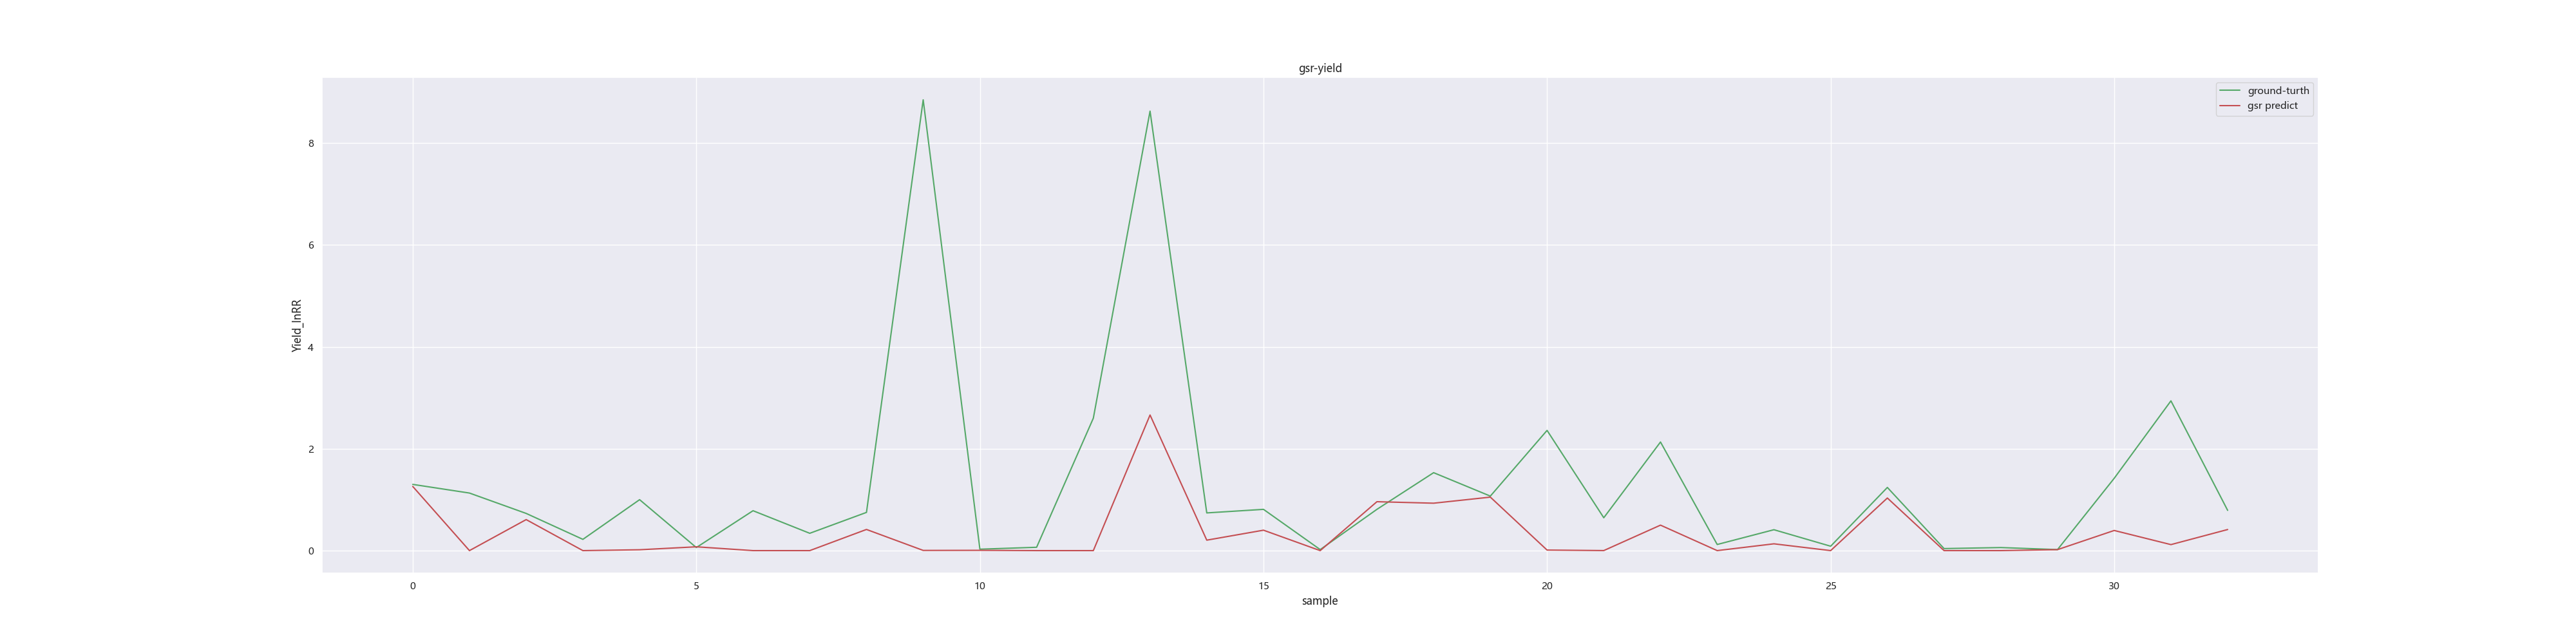 gsr-yield
ground-turth
gsr predict
8
6
4
2
0
Yield_lnRR
0 5 10 15 20 25 30
sample